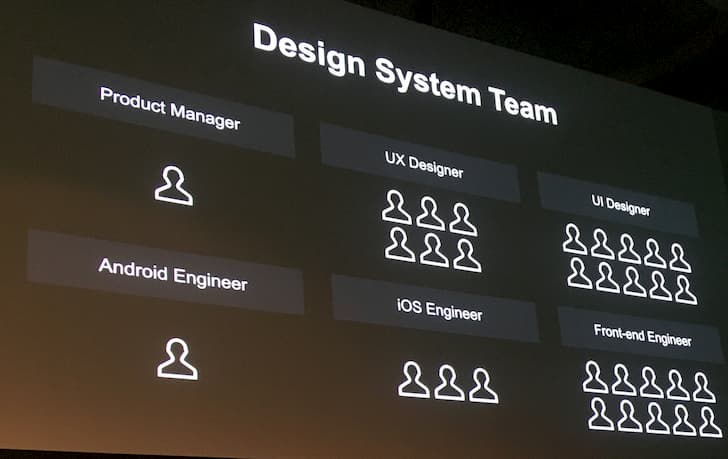 Design System Team
Product Manager
UX Designer
UI Designer
Android Engineer
iOS Engineer
Front-end Engineer